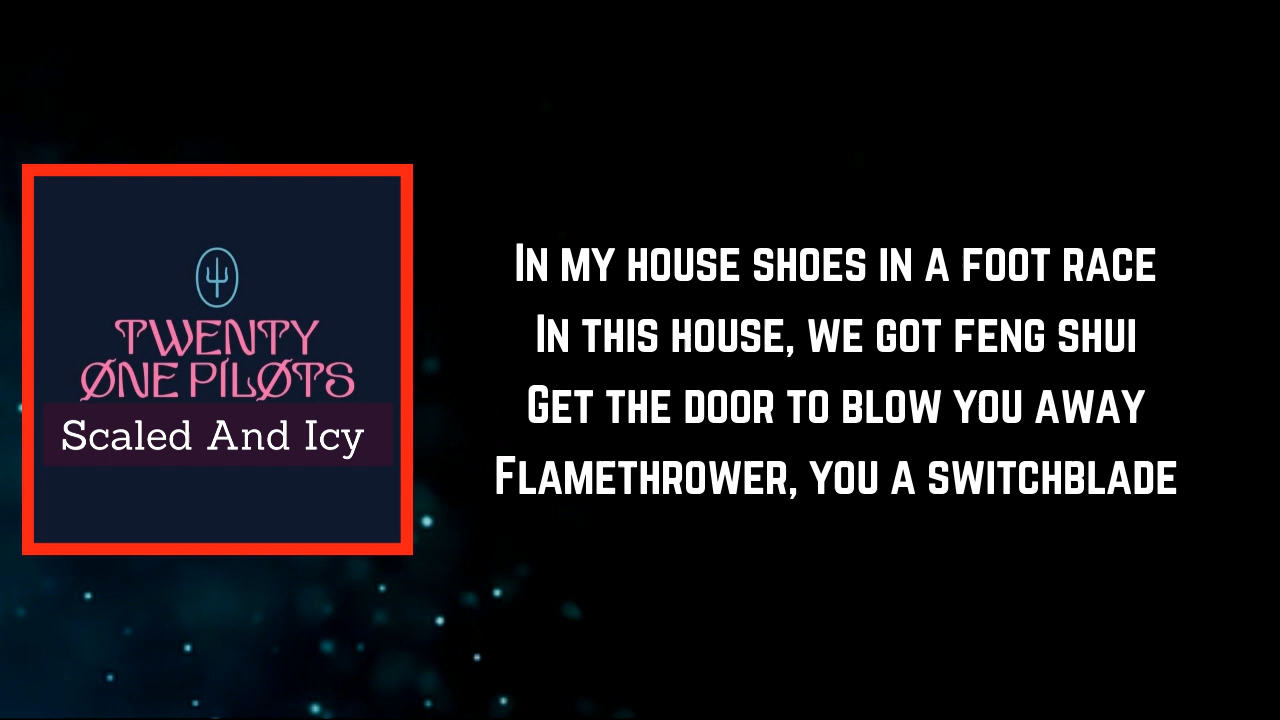 TWENTY
ØNE PILØTS
Scaled And Icy
In my house shoes in a foot race
In this house, we got feng shui
Get the door to blow you away
Flamethrower, you a switchblade